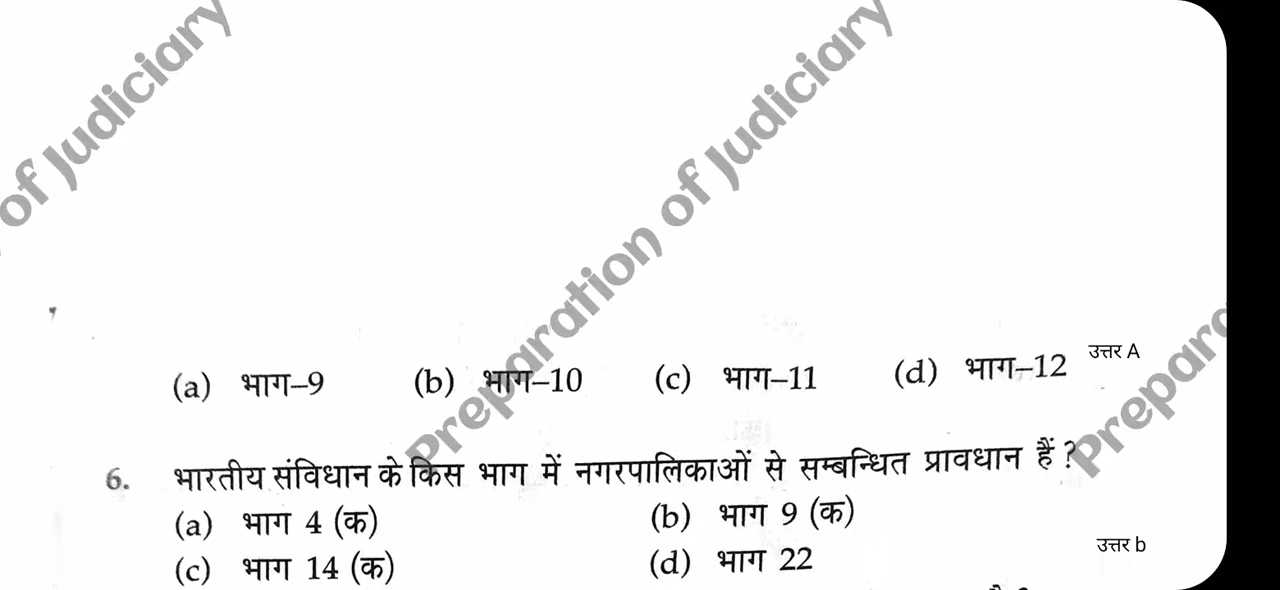 of Judiciary
Preparation of Judiciary
(a) भाग–9 (b) भाग–10 (c) भाग–11 (d) भाग–12 उत्तर A
6. भारतीय संविधान के किस भाग में नगरपालिकाओं से सम्बन्धित प्रावधान हैं ?
(a) भाग 4 (क) (b) भाग 9 (क)
(c) भाग 14 (क) (d) भाग 22 उत्तर b